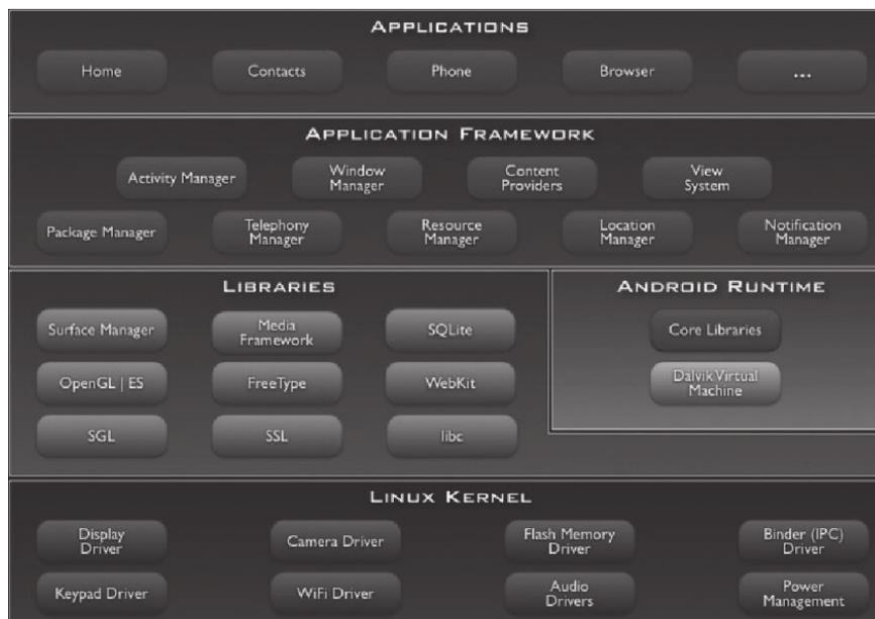 APPLICATIONS
Home
Contacts
Phone
Browser
...
APPLICATION FRAMEWORK
Activity Manager
Window
Manager
Content
Providers
View
System
Package Manager
Telephony
Manager
Resource
Manager
Location
Manager
Notification
Manager
LIBRARIES
Surface Manager
Media
Framework
SQLite
OpenGL | ES
FreeType
WebKit
SGL
SSL
libc
ANDROID RUNTIME
Core Libraries
Dalvik Virtual
Machine
LINUX KERNEL
Display
Driver
Camera Driver
Flash Memory
Driver
Binder (IPC)
Driver
Keypad Driver
WiFi Driver
Audio
Drivers
Power
Management